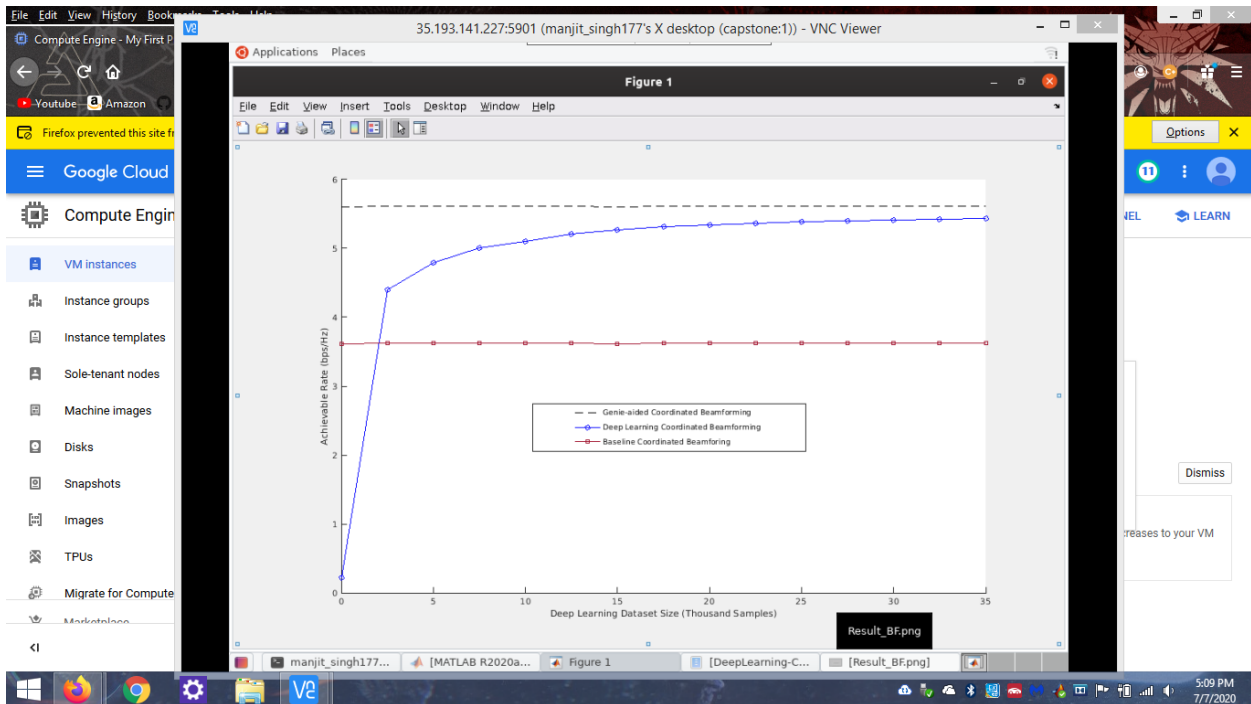 File Edit View History Bookmarks Tools Help
35.193.141.227:5901 (manjit_singh177's X desktop (capstone:1)) - VNC Viewer
Compute Engine - My First P
Applications Places
Figure 1
Youtube Amazon
File Edit View Insert Tools Desktop Window Help
Firefox prevented this site fr
Options
Google Cloud
11
Compute Engin
NEL
LEARN
VM instances
Instance groups
Instance templates
Sole-tenant nodes
Machine images
Disks
Snapshots
Images
TPUs
Migrate for Compute
Marketplace
6
5
4
3
2
1
0
Achievable Rate (bps/Hz)
Genie-aided Coordinated Beamforming
Deep Learning Coordinated Beamforming
Baseline Coordinated Beamforing
0 5 10 15 20 25 30 35
Deep Learning Dataset Size (Thousand Samples)
Result_BF.png
Dismiss
creases to your VM
manjit_singh177... [MATLAB R2020a... Figure 1 [DeepLearning-C... [Result_BF.png]
5:09 PM
7/7/2020